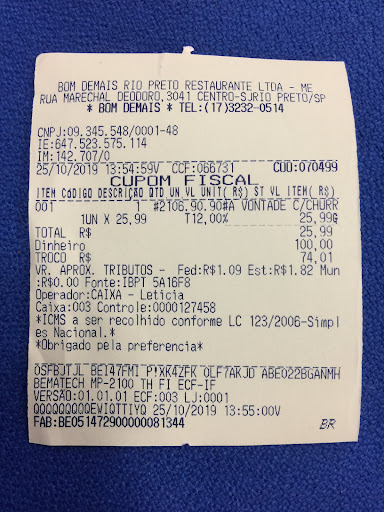 BOM DEMAIS RIO PRETO RESTAURANTE LTDA - ME
RUA MARECHAL DEODORO,3041 CENTRO-SJRIO PRETO/SP
* BOM DEMAIS * TEL:(17)3232-0514
CNPJ:09.345.548/0001-48
IE:647.523.575.114
IM:142.707/0
25/10/2019 13:54:59V CCF:066731 COO:070499
CUPOM FISCAL
ITEM CÓDIGO DESCRIÇÃO QTD UN VL UNIT( R$) ST VL ITEM( R$)
001 1 #2106.90.90#A VONTADE C/CHURR
1UN X 25,99 T12,00% 25,99G
TOTAL R$ 25,99
Dinheiro 100,00
TROCO R$ 74,01
VR. APROX. TRIBUTOS - Fed:R$1.09 Est:R$1.82 Mun
:R$0.00 Fonte:IBPT 5A16F8
Operador:CAIXA - Leticia
Caixa:003 Controle:0000127458
*ICMS a ser recolhido conforme LC 123/2006-Simpl
es Nacional.*
*Obrigado pela preferencia*
BEMATECH MP-2100 TH FI ECF-IF
VERSÃO:01.01.01 ECF:003 LJ:0001
QQQQQQQQQEWIQTTIYQ 25/10/2019 13:55:00V
FAB:BE051472900000081344 BR